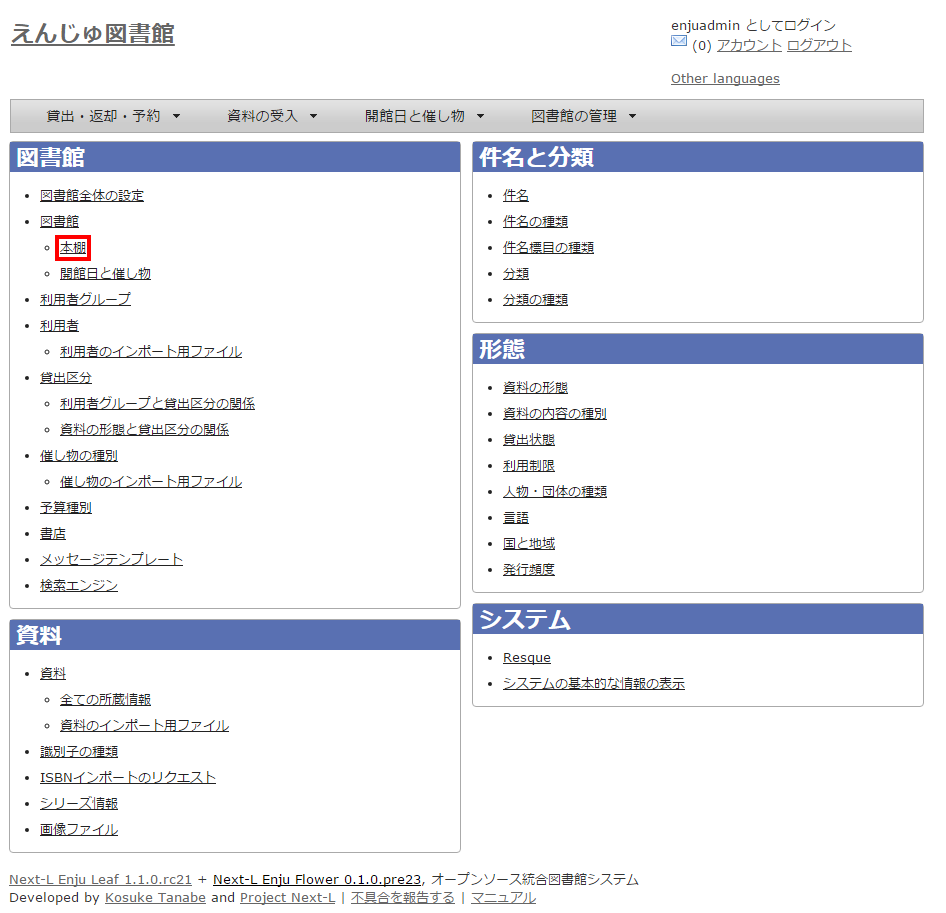 えんじゅ図書館
enjuadmin としてログイン
(0) アカウント ログアウト
Other languages
貸出・返却・予約 資料の受入 開館日と催し物 図書館の管理
図書館
図書館全体の設定
図書館
本棚
開館日と催し物
利用者グループ
利用者
利用者のインポート用ファイル
貸出区分
利用者グループと貸出区分の関係
資料の形態と貸出区分の関係
催し物の種別
催し物のインポート用ファイル
予算種別
書店
メッセージテンプレート
検索エンジン
資料
資料
全ての所蔵情報
資料のインポート用ファイル
識別子の種類
ISBNインポートのリクエスト
シリーズ情報
画像ファイル
件名と分類
件名
件名の種類
件名標目の種類
分類
分類の種類
形態
資料の形態
資料の内容の種別
貸出状態
利用制限
人物・団体の種類
言語
国と地域
発行頻度
システム
Resque
システムの基本的な情報の表示
Next-L Enju Leaf 1.1.0.rc21 + Next-L Enju Flower 0.1.0.pre23, オープンソース統合図書館システム
Developed by Kosuke Tanabe and Project Next-L | 不具合を報告する | マニュアル